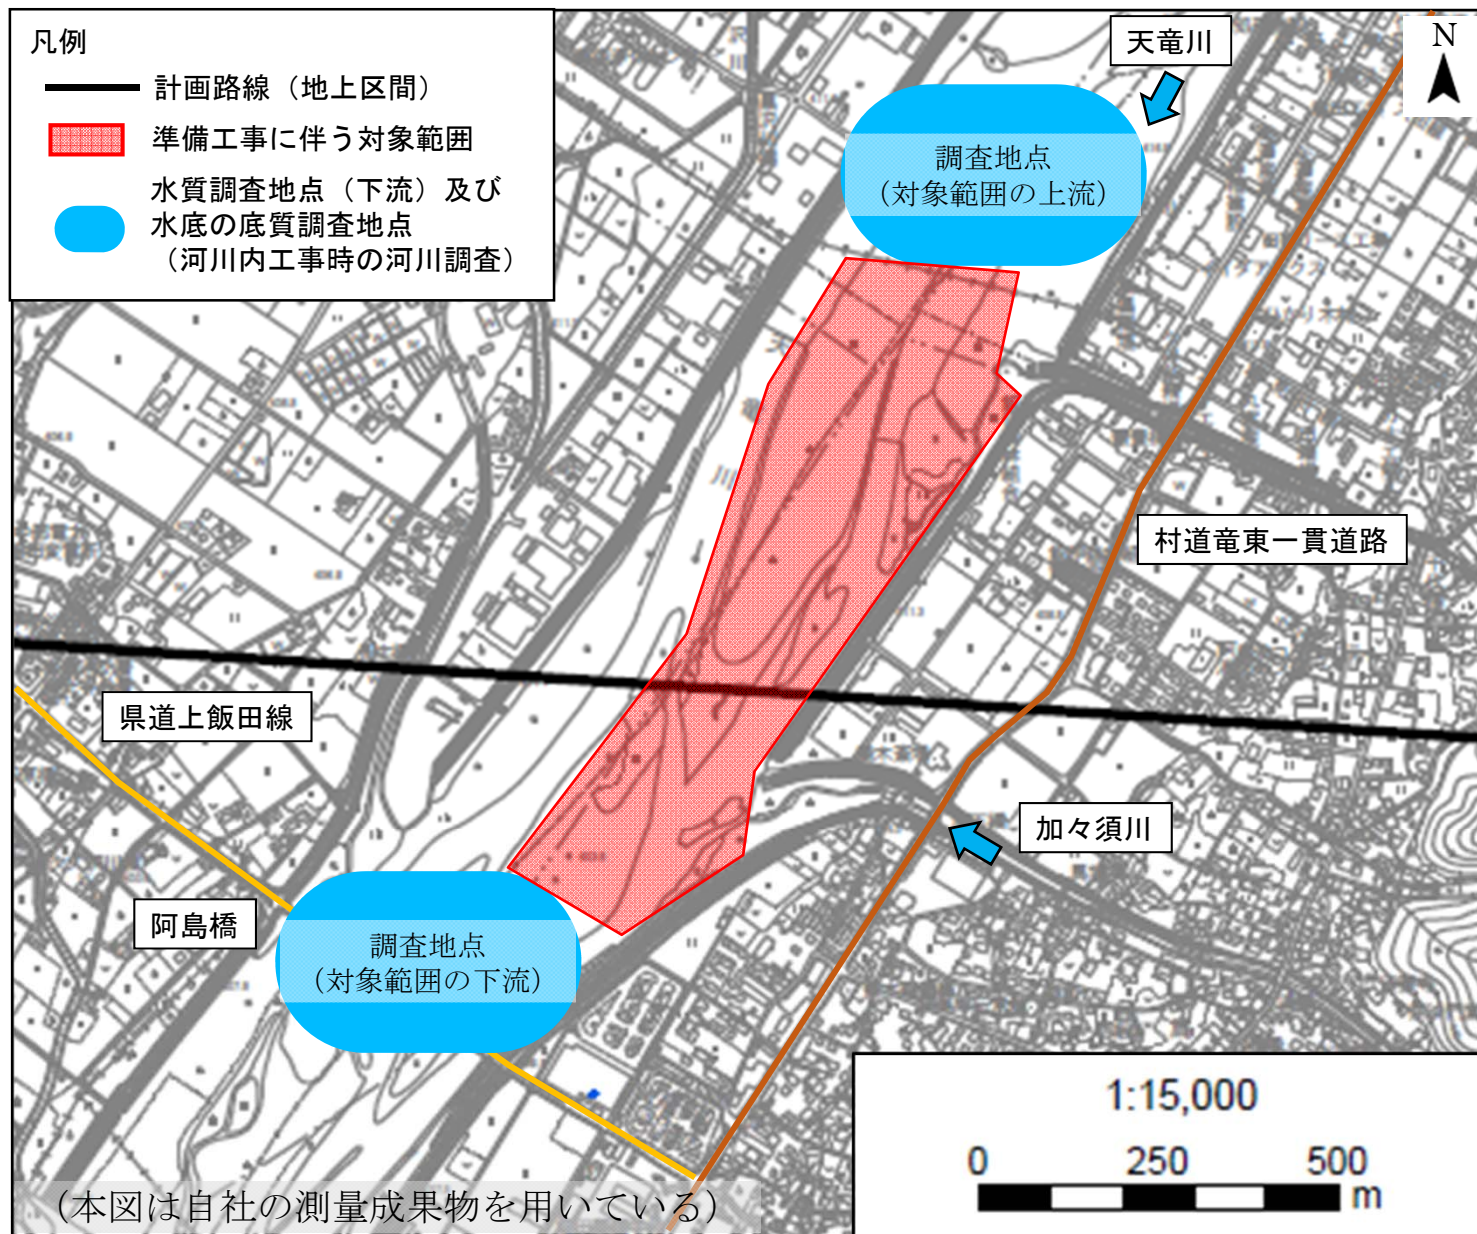 凡例
計画路線（地上区間）
準備工事に伴う対象範囲
水質調査地点（下流）及び
水底の底質調査地点
（河川内工事時の河川調査）
天竜川
N
調査地点
（対象範囲の上流）
村道竜東一貫道路
県道上飯田線
加々須川
阿島橋
調査地点
（対象範囲の下流）
1:15,000
0 250 500
m
（本図は自社の測量成果物を用いている）